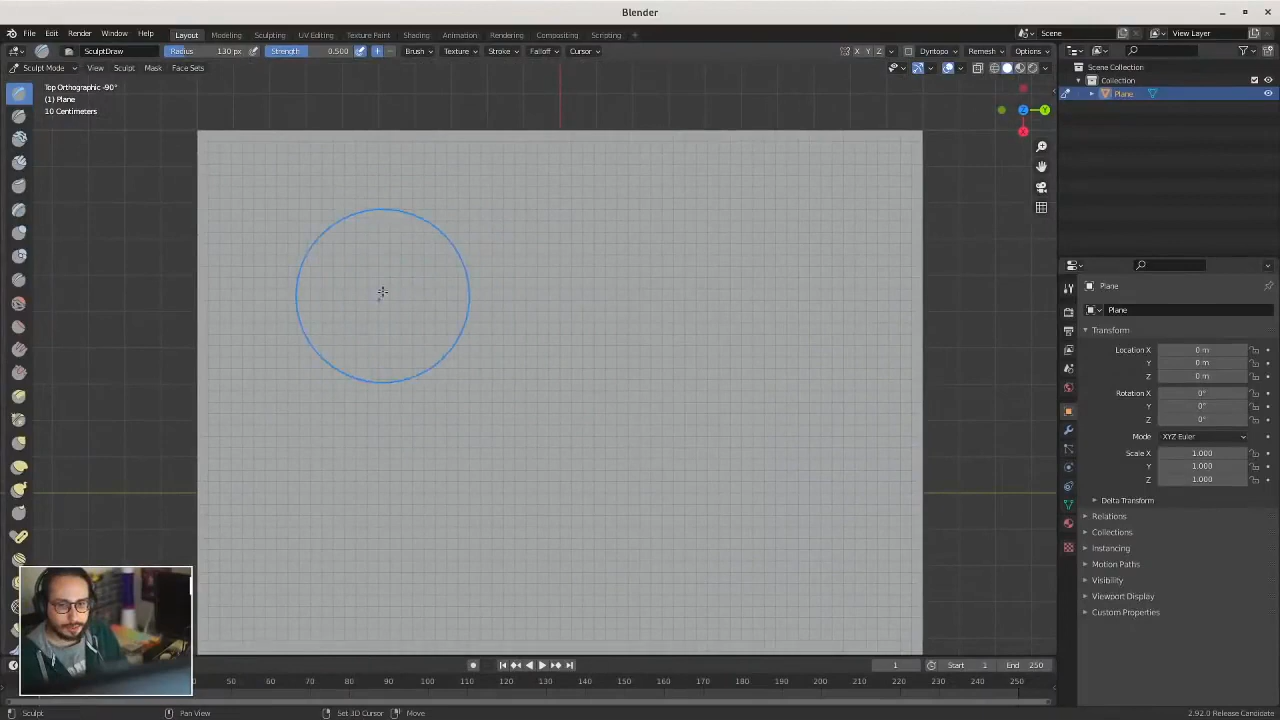 Blender
File Edit Render Window Help Layout Modeling Sculpting UV Editing Texture Paint Shading Animation Rendering Compositing Scripting Scene View Layer
SculptDraw Radius 130 px Strength 0.500 Brush Texture Stroke Falloff Cursor X Y Z Dyntopo Remesh Options
Sculpt Mode View Sculpt Mask Face Sets
Top Orthographic -90°
(1) Plane
10 Centimeters
Z Y X
Scene Collection
Collection
Plane
Plane
Plane
Transform
Location X 0 m
Y 0 m
Z 0 m
Rotation X 0°
Y 0°
Z 0°
Mode XYZ Euler
Scale X 1.000
Y 1.000
Z 1.000
Delta Transform
Relations
Collections
Instancing
Motion Paths
Visibility
Viewport Display
Custom Properties
1 Start 1 End 250
50 60 70 80 90 100 110 120 130 140 150 160 170 180 190 200 210 220 230 240 250
Sculpt Pan View Set 3D Cursor Move 2.92.0 Release Candidate